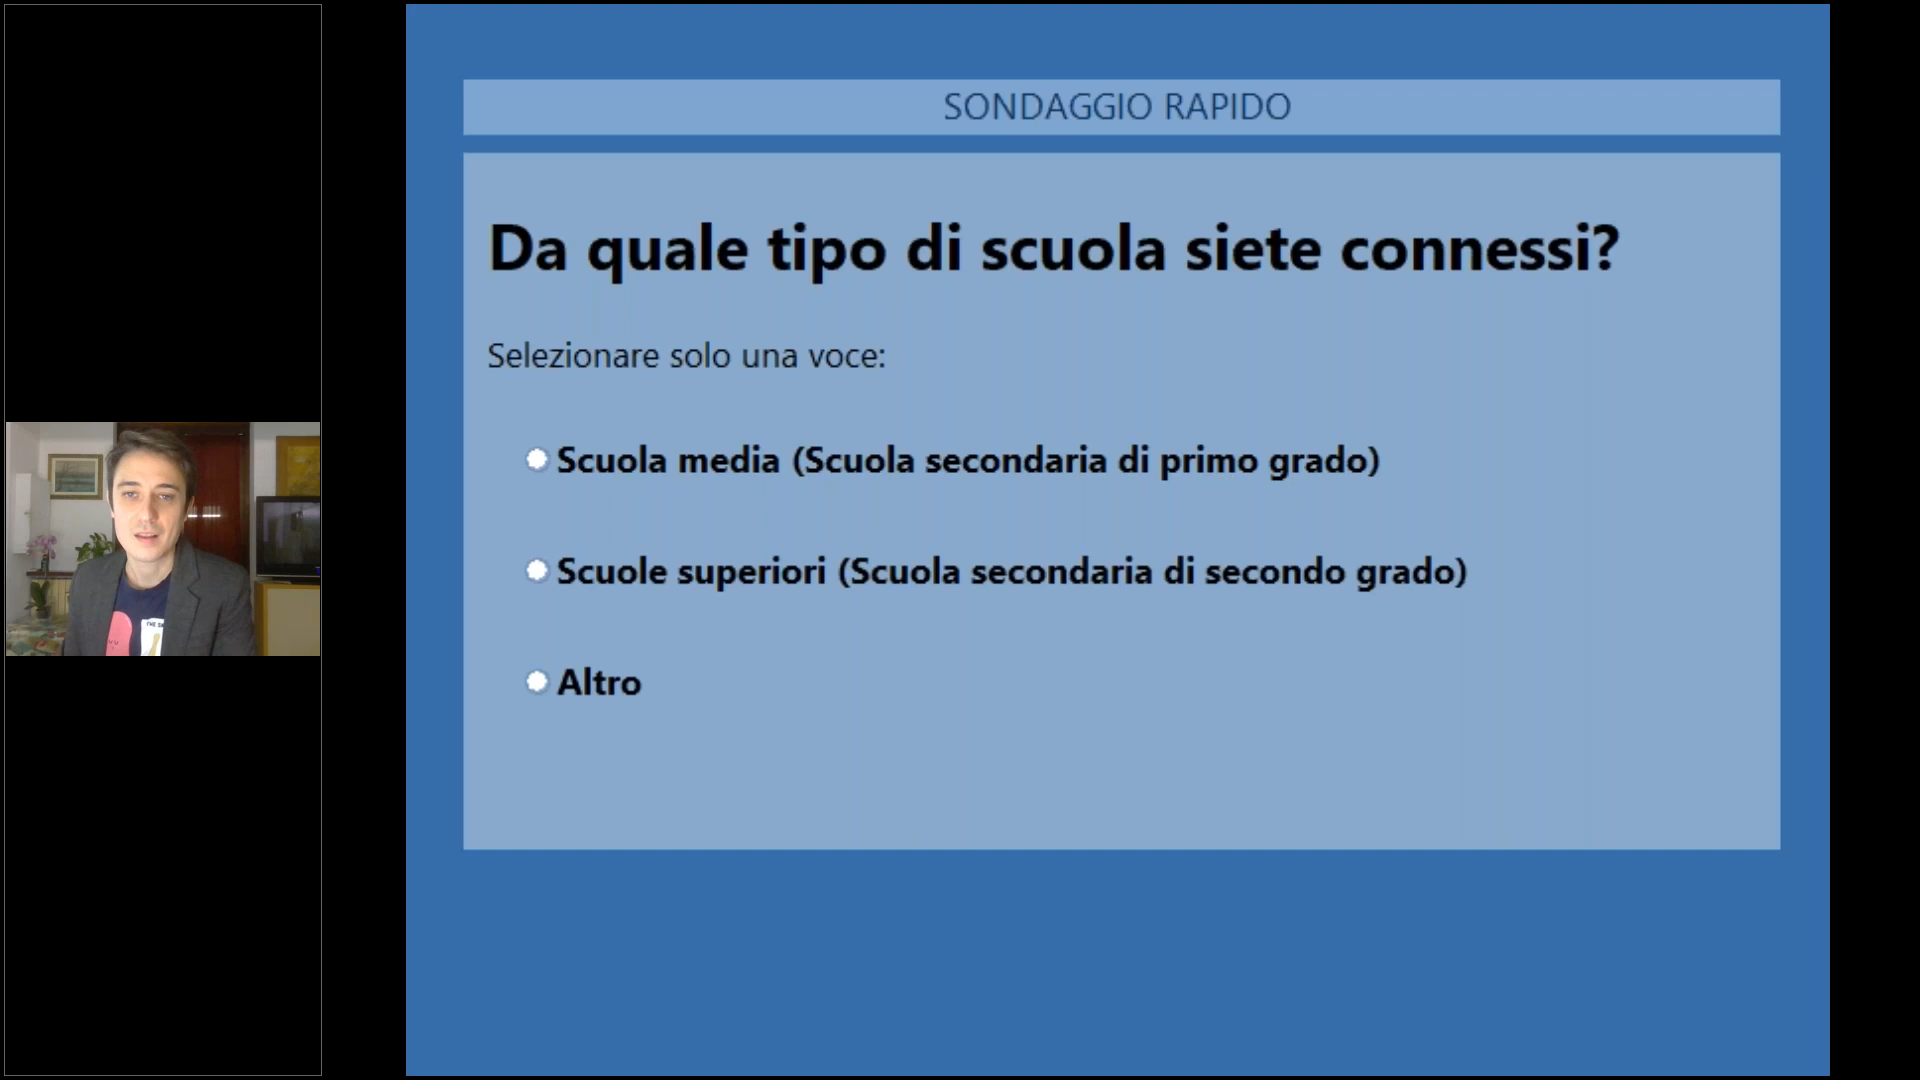 SONDAGGIO RAPIDO
Da quale tipo di scuola siete connessi?
Selezionare solo una voce:
Scuola media (Scuola secondaria di primo grado)
Scuole superiori (Scuola secondaria di secondo grado)
Altro